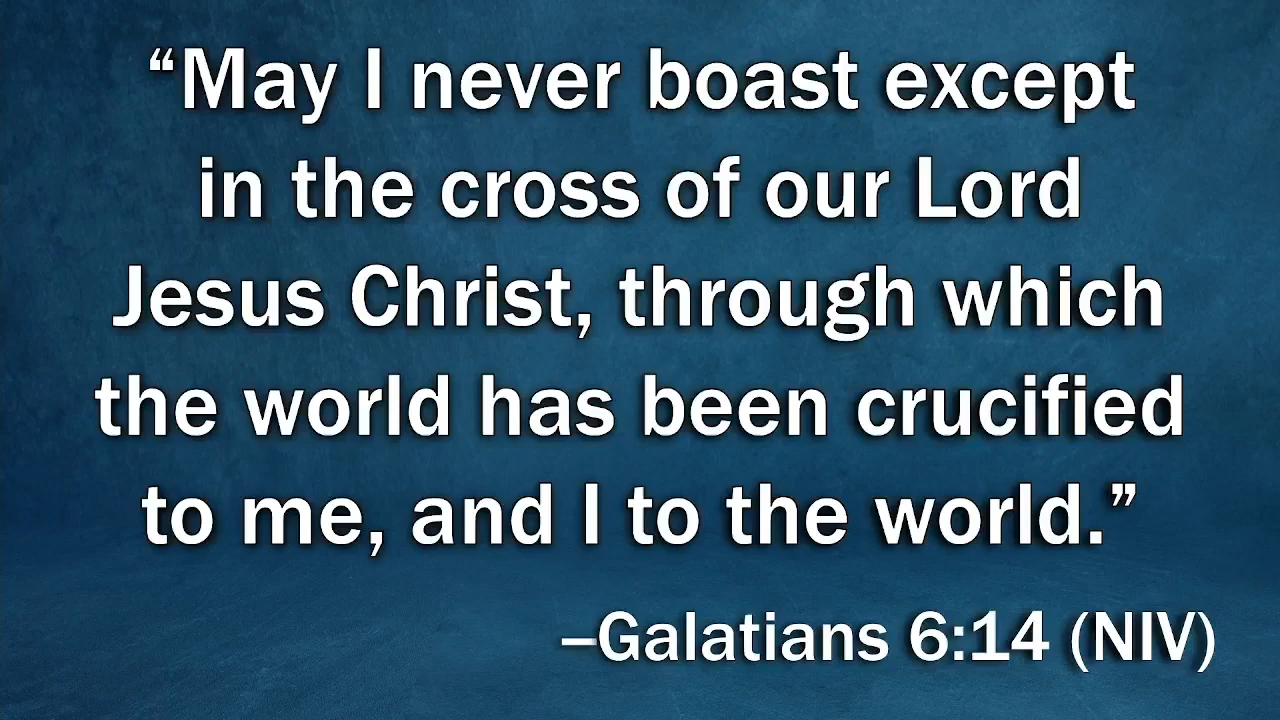 “May I never boast except
in the cross of our Lord
Jesus Christ, through which
the world has been crucified
to me, and I to the world.”
–Galatians 6:14 (NIV)